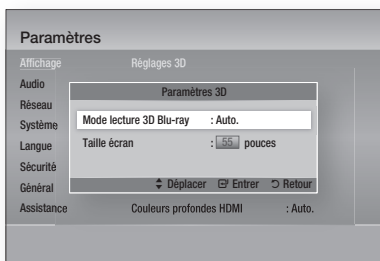 Paramètres
Affichage Réglages 3D
Audio
Paramètres 3D
Réseau
Système
Mode lecture 3D Blu-ray : Auto.
Langue
Taille écran : 55 pouces
Sécurité
Général
Déplacer Entrer Retour
Assistance Couleurs profondes HDMI : Auto.